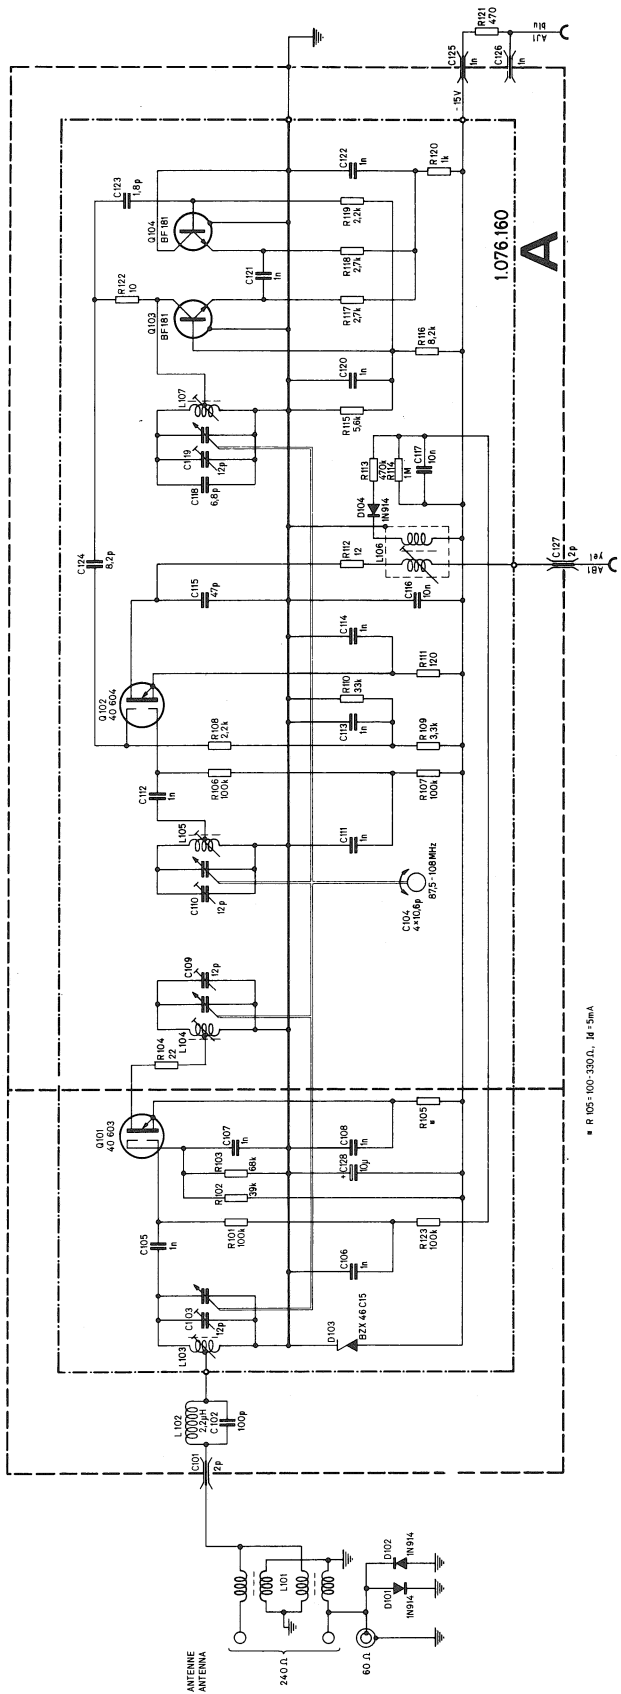 ANTENNE
ANTENNA
240 Ω
60 Ω
L101
D101
1N914
D102
1N914
C101
2p
L102
2,2µH
C102
100p
L103
C103
12p
D103
BZX 46 C15
C105
1n
C106
1n
R101
100k
R123
100k
R102
39k
R103
68k
C128
+
10µ
C107
1n
C108
1n
Q101
40 603
R105
*
R104
22
L104
C109
12p
C110
12p
L105
C104
4×10,6p
87,5-108MHz
C111
1n
C112
1n
R106
100k
R107
100k
R108
2,2k
R109
3,3k
Q102
40 604
C113
1n
R110
33k
C114
1n
R111
120
C115
47p
C116
10n
R112
12
L106
D104
1N914
R113
470k
R114
1M
C117
10n
C127
2p
AB1
yel
C124
8,2p
C118
6,8p
C119
12p
L107
R115
5,6k
C120
1n
R116
8,2k
R122
10
Q103
BF181
R117
2,7k
C121
1n
R118
2,7k
Q104
BF181
C123
1,8p
R119
2,2k
C122
1n
R120
1k
1.076.160
A
-15V
C125
1n
R121
470
C126
1n
AJ1
blu
* R 105 = 100-330Ω, Id = 5mA